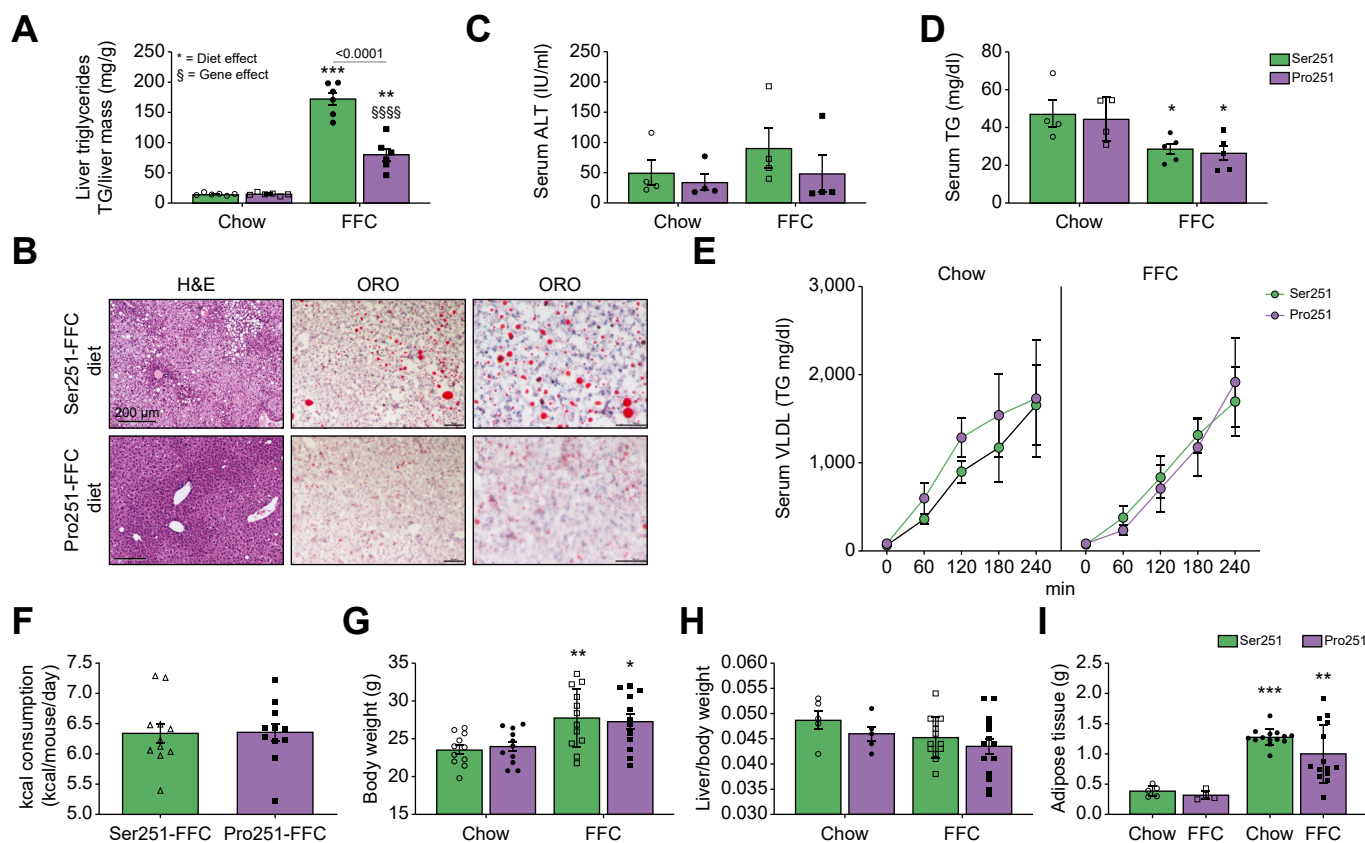 A
Liver triglycerides
TG/liver mass (mg/g)
250
200
150
100
50
0
* = Diet effect
§ = Gene effect
<0.0001
***
**
§§§§
Chow
FFC
C
Serum ALT (IU/ml)
250
200
150
100
50
0
Chow
FFC
D
Serum TG (mg/dl)
80
60
40
20
0
*
*
Chow
FFC
Ser251
Pro251
B
H&E
ORO
ORO
Ser251-FFC
diet
200 µm
Pro251-FFC
diet
E
Chow
FFC
Serum VLDL (TG mg/dl)
3,000
2,000
1,000
0
0 60 120 180 240
0 60 120 180 240
min
Ser251
Pro251
F
kcal consumption
(kcal/mouse/day)
7.5
7.0
6.5
6.0
5.5
5.0
Ser251-FFC
Pro251-FFC
G
Body weight (g)
35
25
15
**
*
Chow
FFC
H
Liver/body weight
0.060
0.055
0.050
0.045
0.040
0.035
0.030
Chow
FFC
I
Ser251
Pro251
Adipose tissue (g)
2.5
2.0
1.5
1.0
0.5
0
***
**
Chow
FFC
Chow
FFC